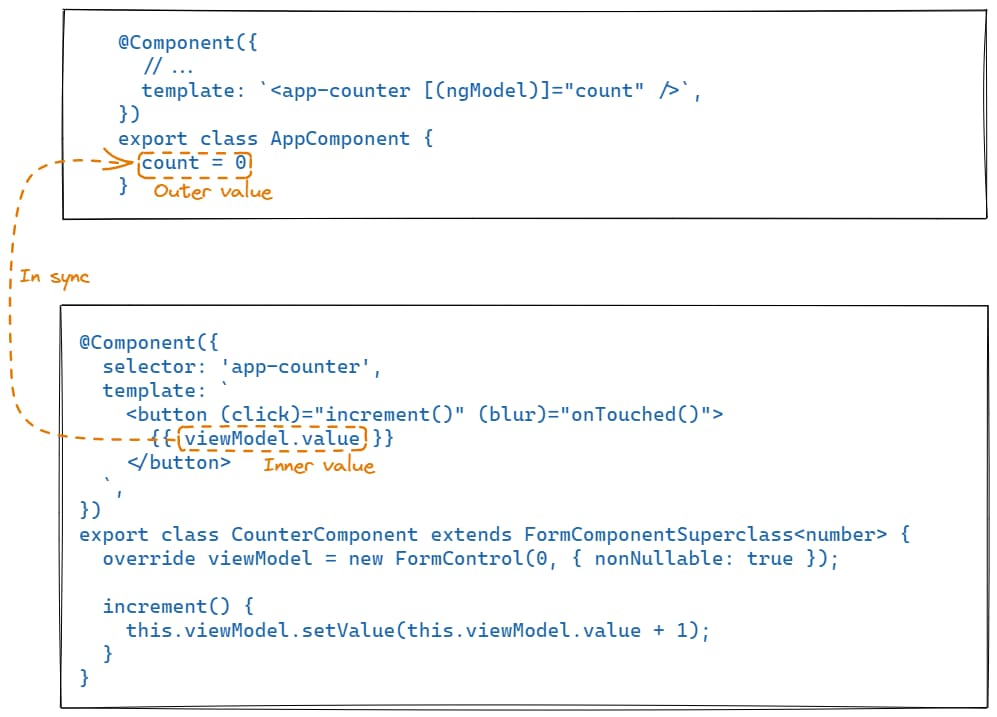 @Component({
  // ...
  template: `<app-counter [(ngModel)]="count" />`,
})
export class AppComponent {
  count = 0
}
Outer value
In sync
@Component({
  selector: 'app-counter',
  template: `
    <button (click)="increment()" (blur)="onTouched()">
      {{ viewModel.value }}
    </button>
Inner value
  `,
})
export class CounterComponent extends FormComponentSuperclass<number> {
  override viewModel = new FormControl(0, { nonNullable: true });

  increment() {
    this.viewModel.setValue(this.viewModel.value + 1);
  }
}